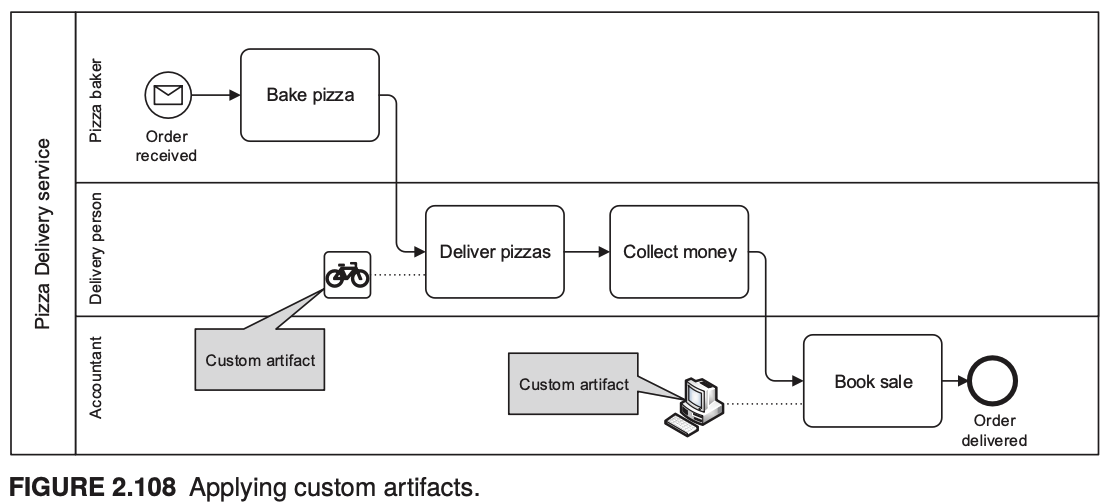 Pizza Delivery service
Pizza baker
Order
received
Bake pizza
Delivery person
Deliver pizzas
Collect money
Custom artifact
Accountant
Custom artifact
Book sale
Order
delivered
FIGURE 2.108 Applying custom artifacts.